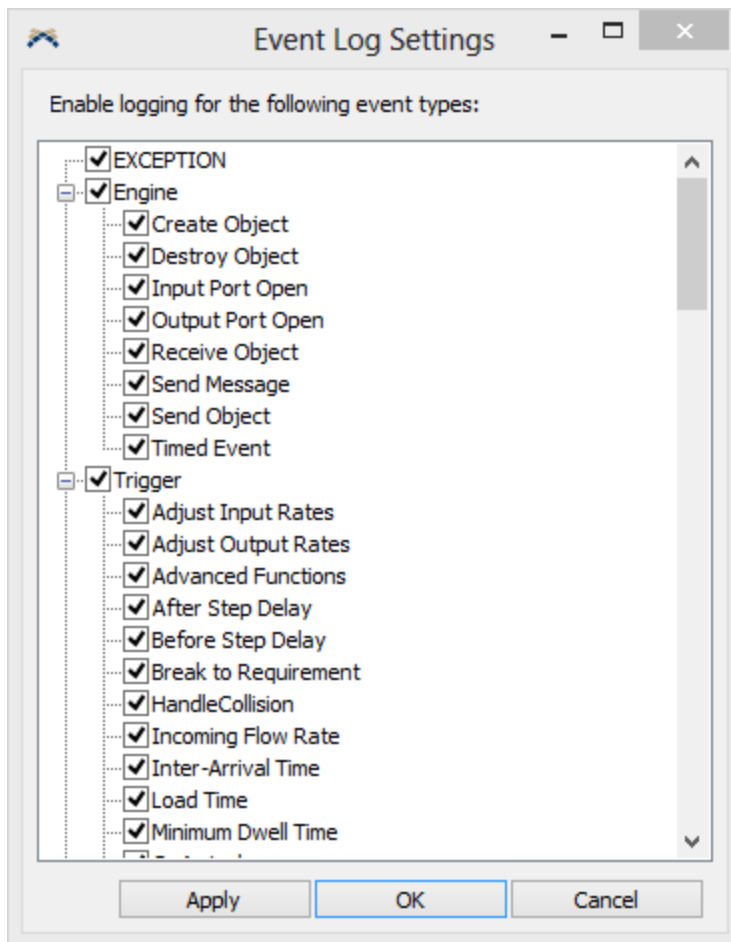 Event Log Settings
Enable logging for the following event types:
EXCEPTION
Engine
Create Object
Destroy Object
Input Port Open
Output Port Open
Receive Object
Send Message
Send Object
Timed Event
Trigger
Adjust Input Rates
Adjust Output Rates
Advanced Functions
After Step Delay
Before Step Delay
Break to Requirement
HandleCollision
Incoming Flow Rate
Inter-Arrival Time
Load Time
Minimum Dwell Time
Apply OK Cancel